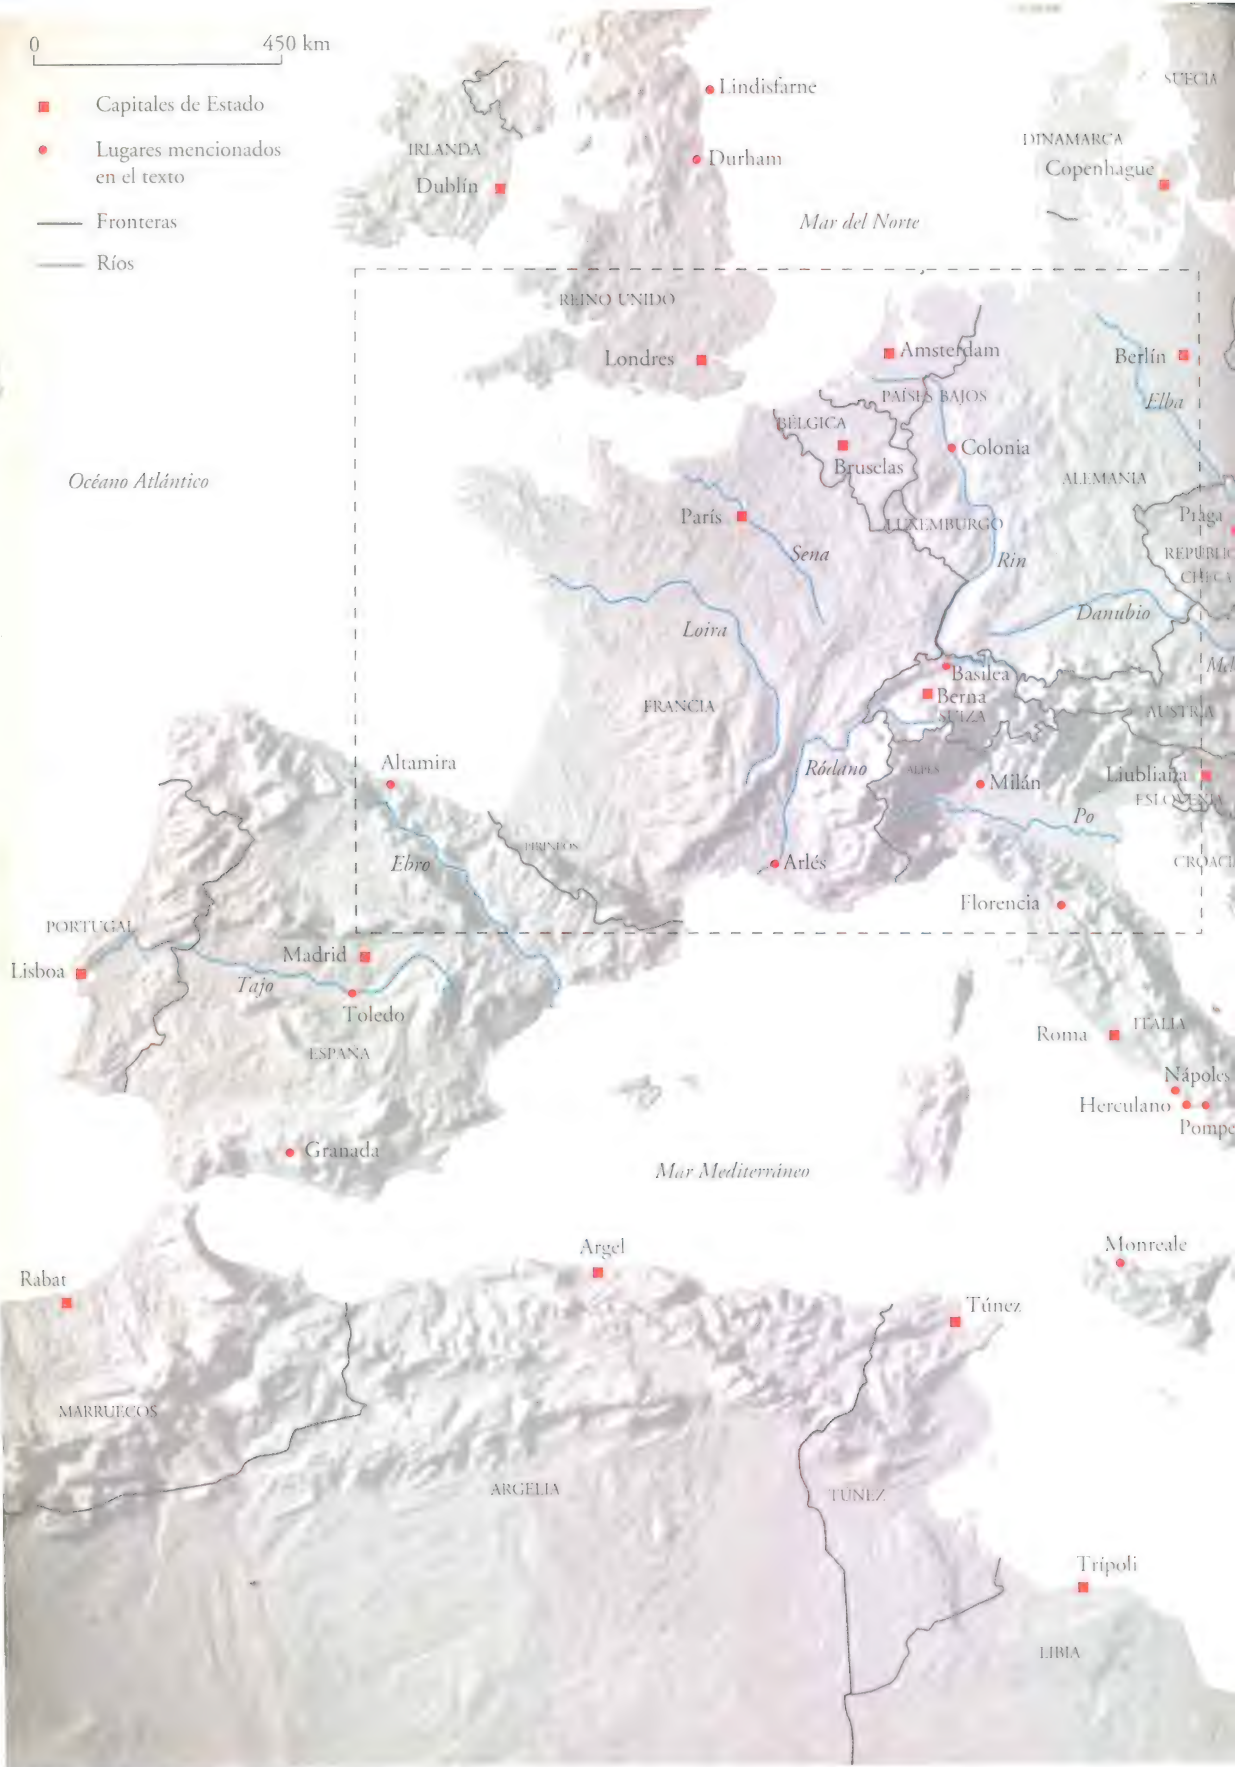 0 450 km
Capitales de Estado
Lugares mencionados
en el texto
Fronteras
Ríos
Lindisfarne
SUECIA
DINAMARCA
IRLANDA
Durham
Copenhague
Dublín
Mar del Norte
REINO UNIDO
Amsterdam
Londres
Berlín
PAÍSES BAJOS
Elba
BÉLGICA
Colonia
Bruselas
ALEMANIA
Océano Atlántico
París
LUXEMBURGO
Praga
Sena
Rin
REPÚBLIC
CHECA
Danubio
Loira
Basilea
Berna
FRANCIA
SUIZA
AUSTRIA
Altamira
Ródano
ALPES
Milán
Liubliana
ESLOVENIA
Po
PIRINEOS
Ebro
Arlés
CROACI
Florencia
PORTUGAL
Madrid
Lisboa
Tajo
Toledo
ESPAÑA
Roma
ITALIA
Nápoles
Herculano
Pompe
Granada
Mar Mediterráneo
Argel
Monreale
Rabat
Túnez
MARRUECOS
ARGELIA
TÚNEZ
Trípoli
LIBIA